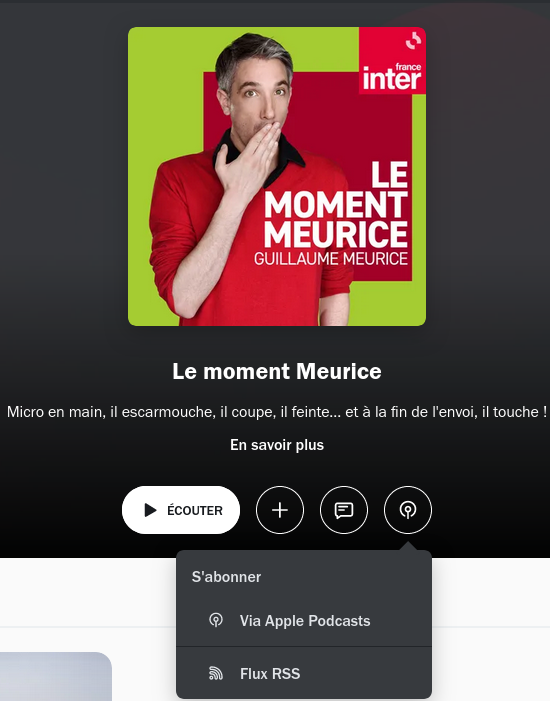 france
inter
LE
MOMENT
MEURICE
GUILLAUME MEURICE
Le moment Meurice
Micro en main, il escarmouche, il coupe, il feinte... et à la fin de l'envoi, il touche !
En savoir plus
ÉCOUTER
S'abonner
Via Apple Podcasts
Flux RSS